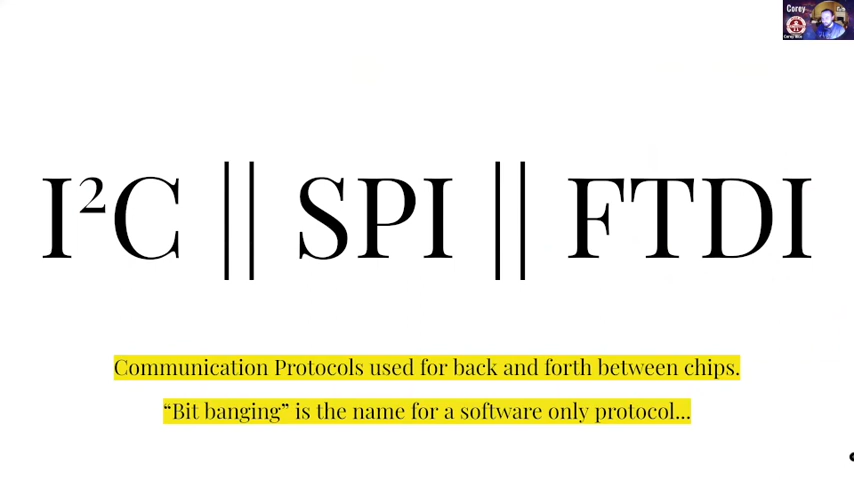 Corey
I²C || SPI || FTDI
Communication Protocols used for back and forth between chips.
“Bit banging” is the name for a software only protocol...